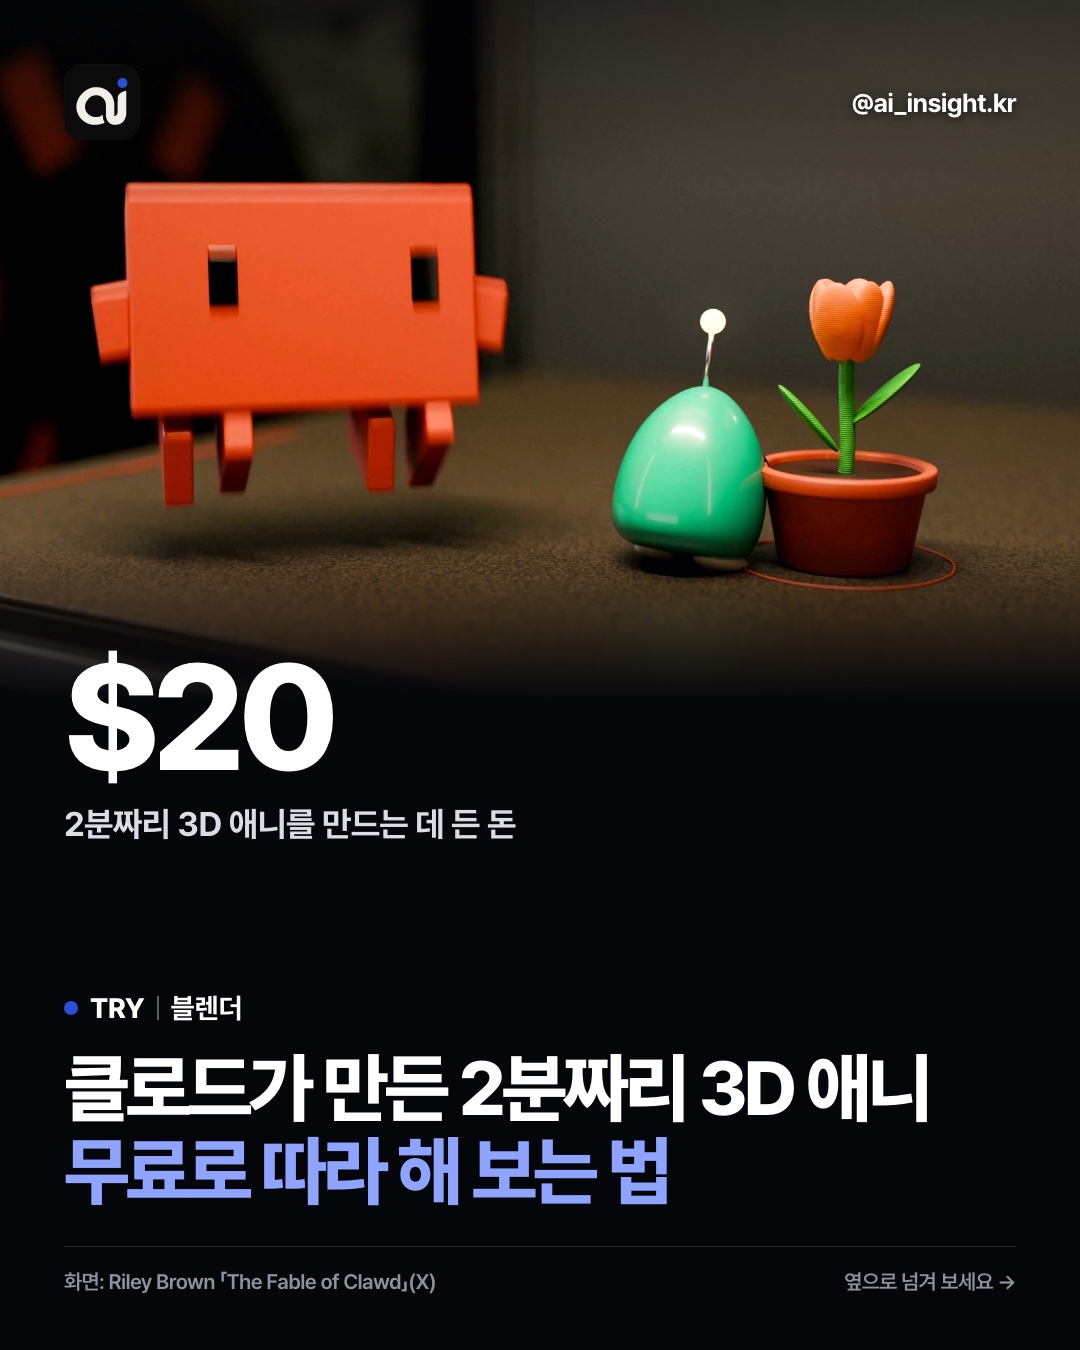 ai
@ai_insight.kr
$20
2분짜리 3D 애니를 만드는 데 든 돈
TRY | 블렌더
클로드가 만든 2분짜리 3D 애니
무료로 따라 해 보는 법
화면: Riley Brown 「The Fable of Clawd」(X)
옆으로 넘겨 보세요 →